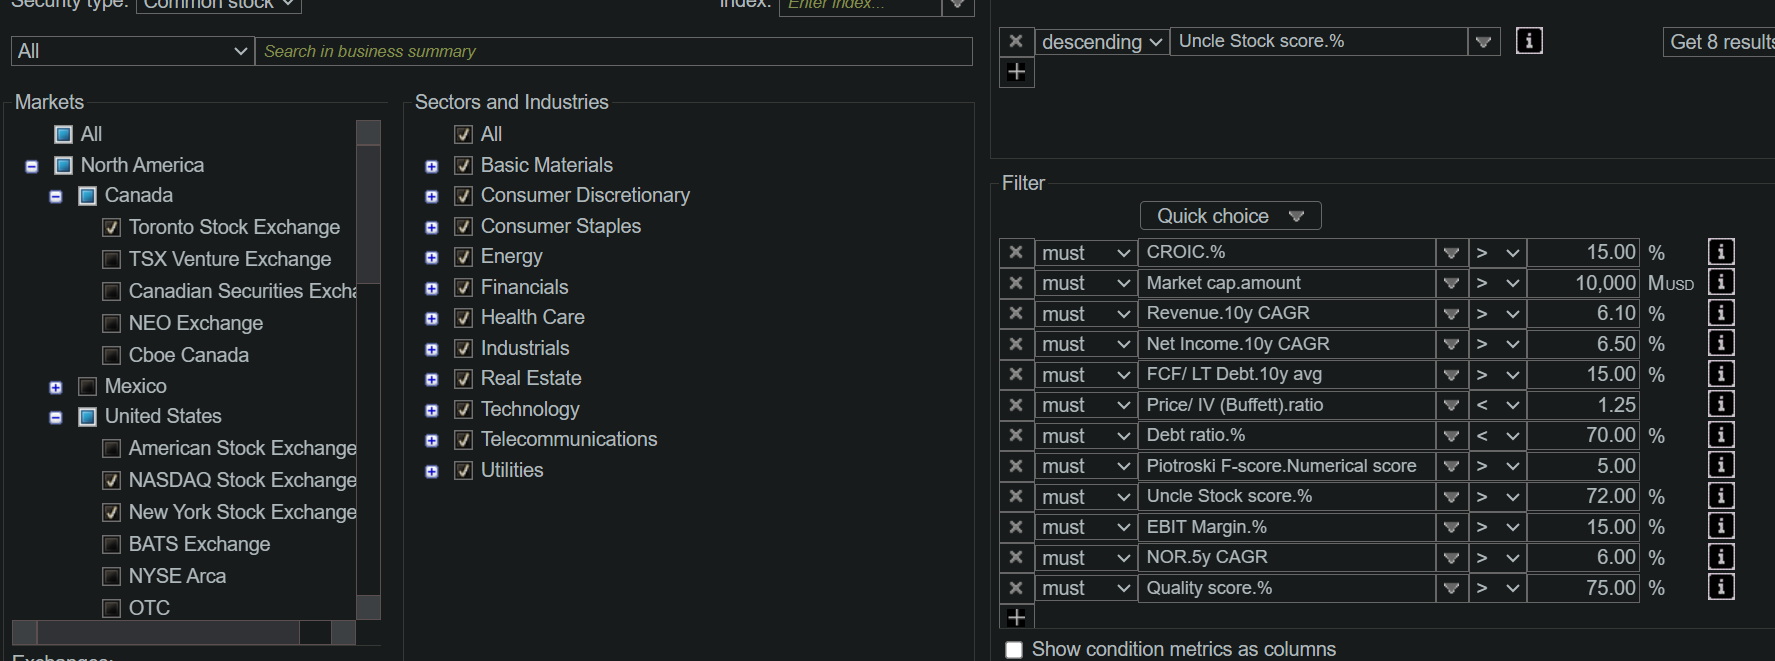 Security type: Common stock
Index: Enter index...
All
Search in business summary
Markets
All
North America
Canada
Toronto Stock Exchange
TSX Venture Exchange
Canadian Securities Excha
NEO Exchange
Cboe Canada
Mexico
United States
American Stock Exchange
NASDAQ Stock Exchange
New York Stock Exchange
BATS Exchange
NYSE Arca
OTC
Exchanges:
Sectors and Industries
All
Basic Materials
Consumer Discretionary
Consumer Staples
Energy
Financials
Health Care
Industrials
Real Estate
Technology
Telecommunications
Utilities
descending Uncle Stock score.%
Get 8 results
Filter
Quick choice
must CROIC.% > 15.00 %
must Market cap.amount > 10,000 MUSD
must Revenue.10y CAGR > 6.10 %
must Net Income.10y CAGR > 6.50 %
must FCF/ LT Debt.10y avg > 15.00 %
must Price/ IV (Buffett).ratio < 1.25
must Debt ratio.% < 70.00 %
must Piotroski F-score.Numerical score > 5.00
must Uncle Stock score.% > 72.00 %
must EBIT Margin.% > 15.00 %
must NOR.5y CAGR > 6.00 %
must Quality score.% > 75.00 %
Show condition metrics as columns